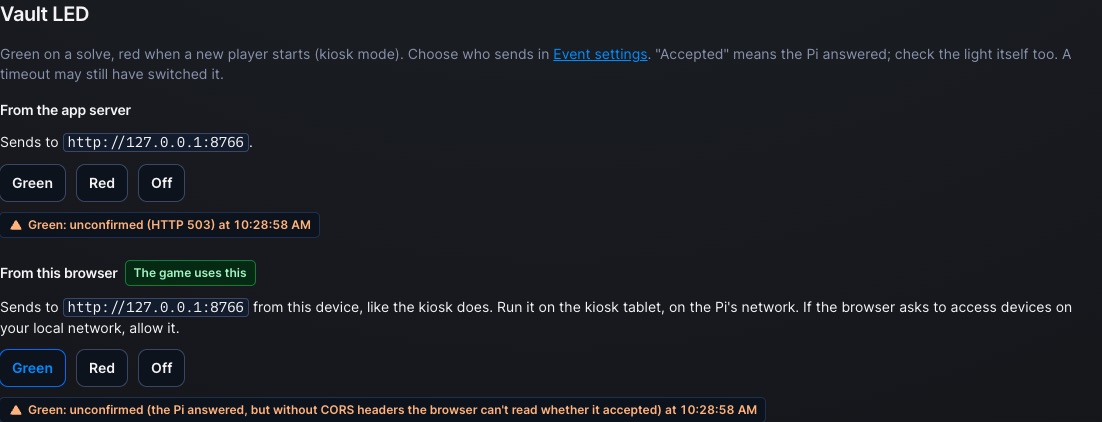 Vault LED
Green on a solve, red when a new player starts (kiosk mode). Choose who sends in Event settings. "Accepted" means the Pi answered; check the light itself too. A
timeout may still have switched it.
From the app server
Sends to http://127.0.0.1:8766.
Green Red Off
Green: unconfirmed (HTTP 503) at 10:28:58 AM
From this browser The game uses this
Sends to http://127.0.0.1:8766 from this device, like the kiosk does. Run it on the kiosk tablet, on the Pi's network. If the browser asks to access devices on
your local network, allow it.
Green Red Off
Green: unconfirmed (the Pi answered, but without CORS headers the browser can't read whether it accepted) at 10:28:58 AM